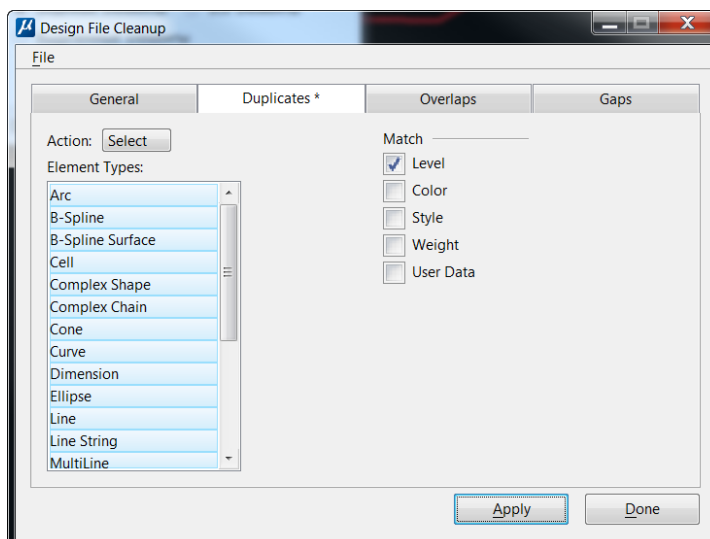 Design File Cleanup
File
General Duplicates * Overlaps Gaps
Action: Select
Element Types:
Arc
B-Spline
B-Spline Surface
Cell
Complex Shape
Complex Chain
Cone
Curve
Dimension
Ellipse
Line
Line String
MultiLine
Match
Level
Color
Style
Weight
User Data
Apply Done